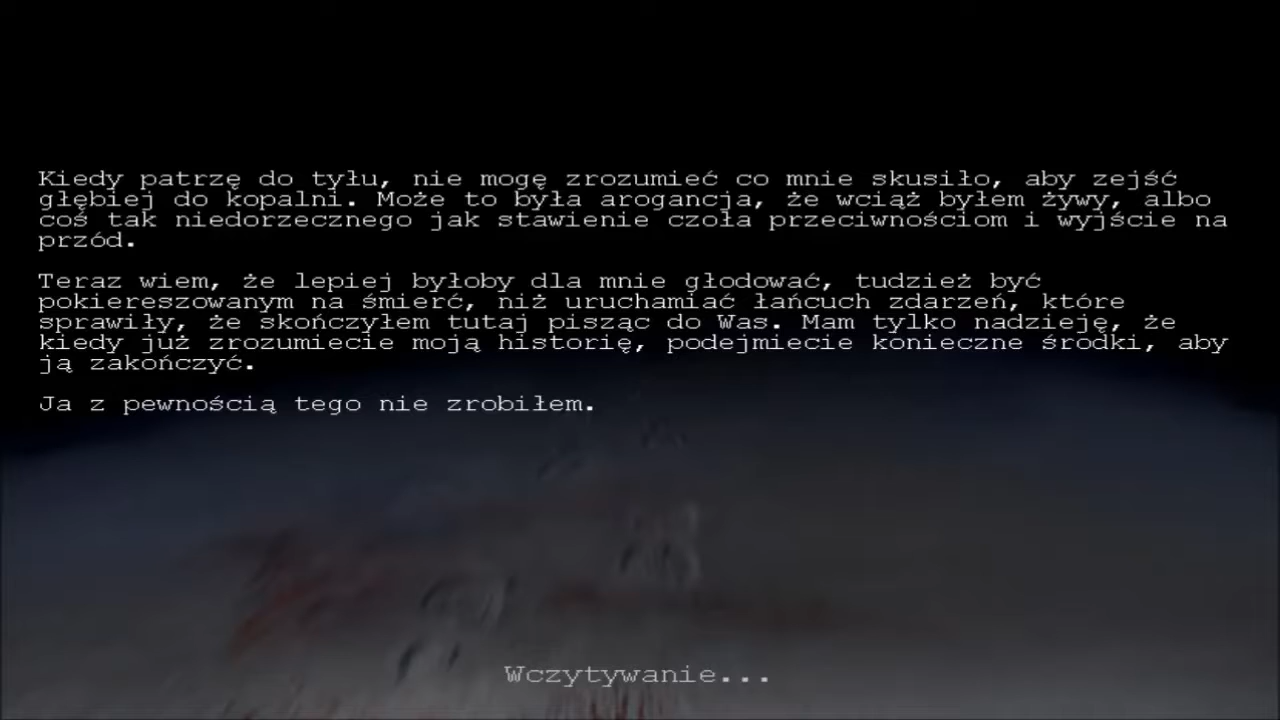 Kiedy patrzę do tyłu, nie mogę zrozumieć co mnie skusiło, aby zejść
głębiej do kopalni. Może to była arogancja, że wciąż byłem żywy, albo
coś tak niedorzecznego jak stawienie czoła przeciwnościom i wyjście na
przód.
Teraz wiem, że lepiej byłoby dla mnie głodować, tudzież być
pokiereszowanym na śmierć, niż uruchamiać łańcuch zdarzeń, które
sprawiły, że skończyłem tutaj pisząc do Was. Mam tylko nadzieję, że
kiedy już zrozumiecie moją historię, podejmiecie konieczne środki, aby
ją zakończyć.
Ja z pewnością tego nie zrobiłem.
Wczytywanie...